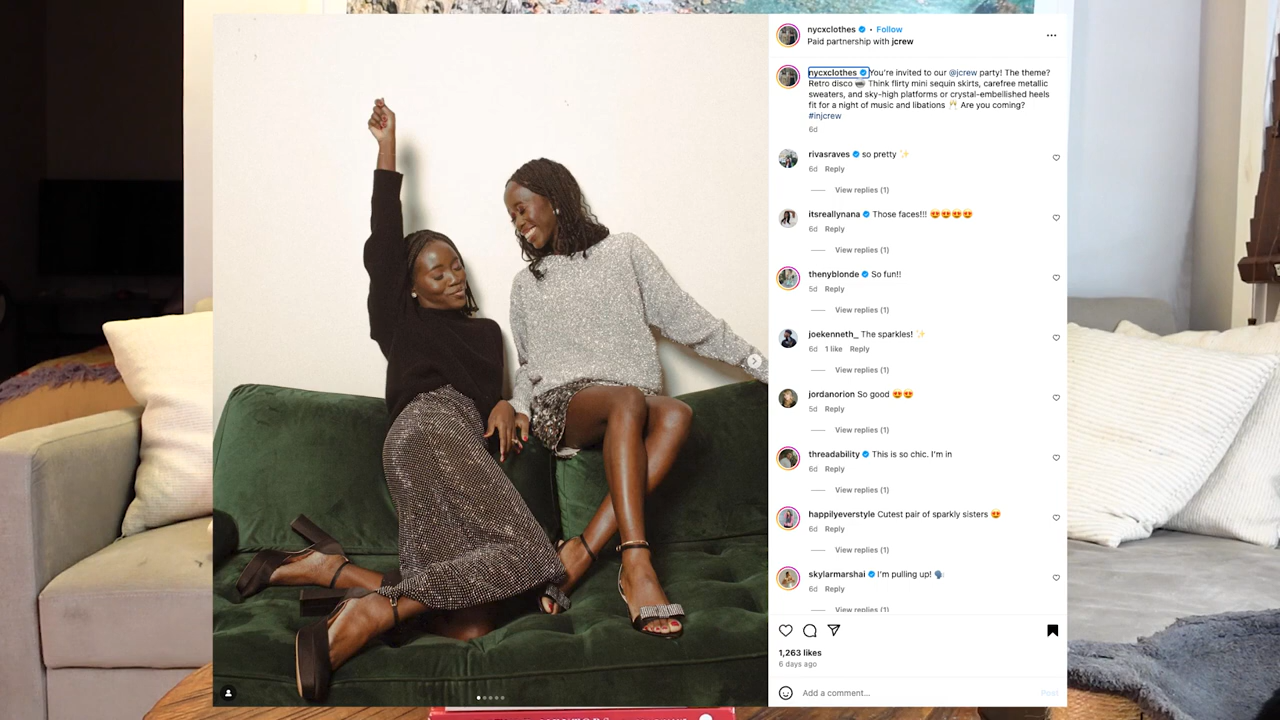 nycxclothes • Follow
Paid partnership with jcrew
nycxclothes You're invited to our @jcrew party! The theme?
Retro disco 🪩 Think flirty mini sequin skirts, carefree metallic
sweaters, and sky-high platforms or crystal-embellished heels
fit for a night of music and libations 🥂 Are you coming?
#injcrew
6d
rivasraves so pretty ✨
6d Reply
View replies (1)
itsreallynana Those faces!!! 😍😍😍😍
6d Reply
View replies (1)
thenyblonde So fun!!
5d Reply
View replies (1)
joekenneth_ The sparkles! ✨
6d 1 like Reply
View replies (1)
jordanorion So good 😍😍
5d Reply
View replies (1)
threadability This is so chic. I'm in
6d Reply
View replies (1)
happilyeverstyle Cutest pair of sparkly sisters 😍
6d Reply
View replies (1)
skylarmarshai I'm pulling up! 🗣️
6d Reply
View replies (1)
1,263 likes
6 days ago
Add a comment...
Post